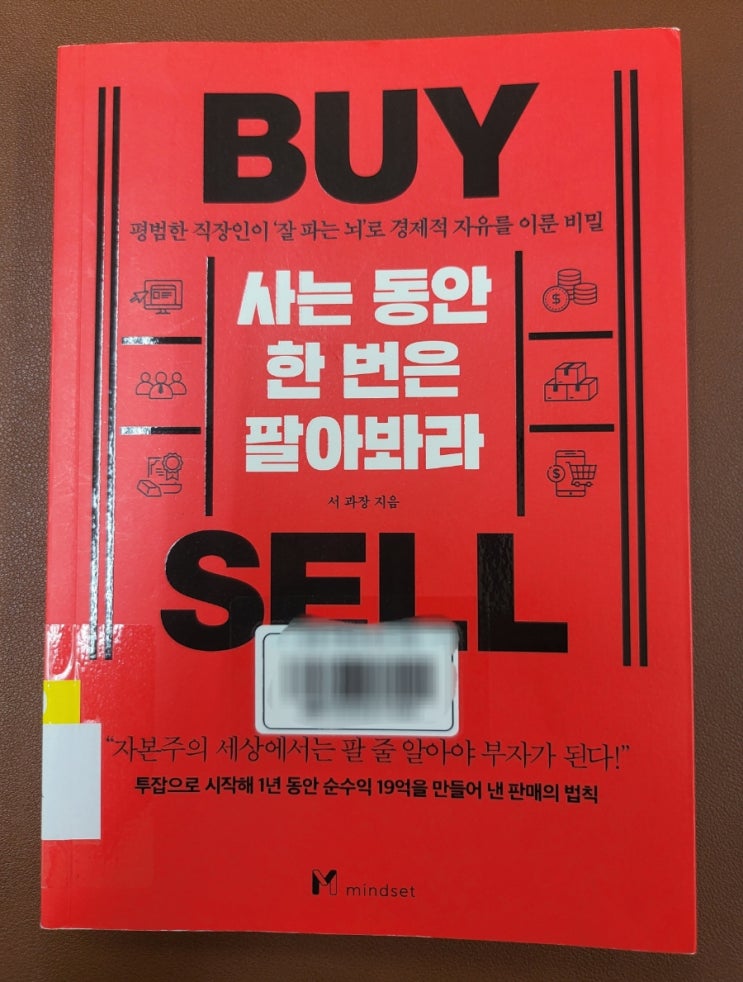 BUY
평범한 직장인이 '잘 파는 뇌'로 경제적 자유를 이룬 비밀
사는 동안
한 번은
팔아봐라
서 과장 지음
SELL
"자본주의 세상에서는 팔 줄 알아야 부자가 된다!"
투잡으로 시작해 1년 동안 순수익 19억을 만들어 낸 판매의 법칙
M mindset